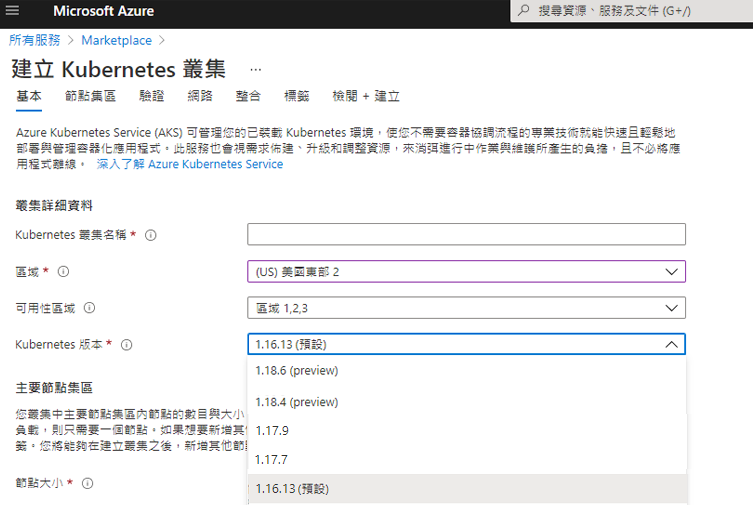 Microsoft Azure
搜尋資源、服務及文件 (G+/)
所有服務 > Marketplace >
建立 Kubernetes 叢集 ...
基本 節點集區 驗證 網路 整合 標籤 檢閱 + 建立
Azure Kubernetes Service (AKS) 可管理您的已裝載 Kubernetes 環境，使您不需要容器協調流程的專業技術就能快速且輕鬆地
部署與管理容器化應用程式。此服務也會視需求佈建、升級和調整資源，來消弭進行中作業與維護所產生的負擔，且不必將應
用程式離線。 深入了解 Azure Kubernetes Service
叢集詳細資料
Kubernetes 叢集名稱 *
區域 * (US) 美國東部 2
可用性區域 區域 1,2,3
Kubernetes 版本 * 1.16.13 (預設)
1.18.6 (preview)
1.18.4 (preview)
1.17.9
1.17.7
1.16.13 (預設)
主要節點集區
您叢集中主要節點集區內節點的數目與大小
負載，則只需要一個節點。如果想要新增其
籤。您將能夠在建立叢集之後，新增其他節
節點大小 *